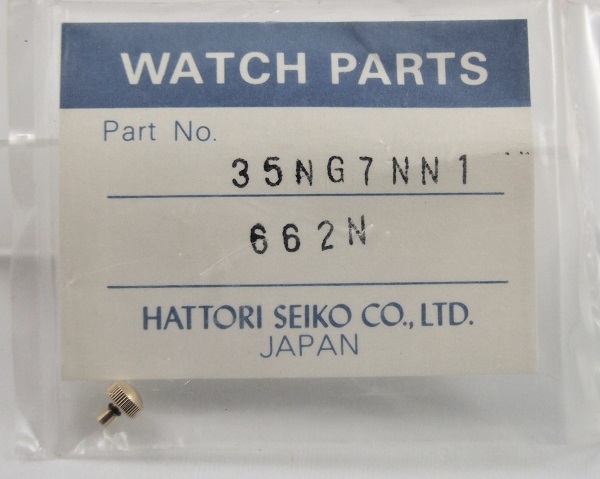 WATCH PARTS
Part No.
35NG7NN1
662N
HATTORI SEIKO CO., LTD.
JAPAN